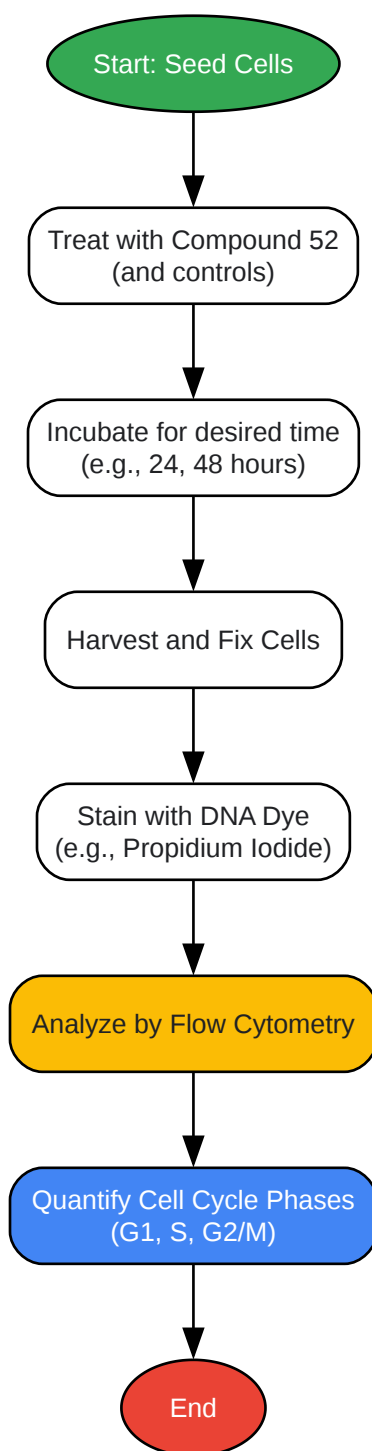 Start: Seed Cells
Treat with Compound 52
(and controls)
Incubate for desired time
(e.g., 24, 48 hours)
Harvest and Fix Cells
Stain with DNA Dye
(e.g., Propidium Iodide)
Analyze by Flow Cytometry
Quantify Cell Cycle Phases
(G1, S, G2/M)
End